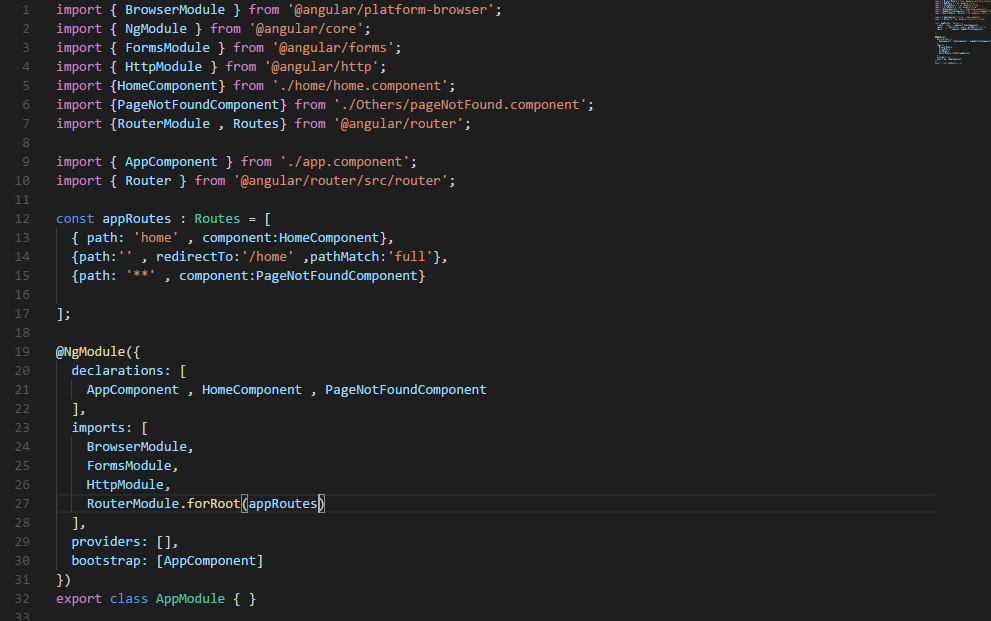 1 import { BrowserModule } from '@angular/platform-browser';
2 import { NgModule } from '@angular/core';
3 import { FormsModule } from '@angular/forms';
4 import { HttpModule } from '@angular/http';
5 import {HomeComponent} from './home/home.component';
6 import {PageNotFoundComponent} from './Others/pageNotFound.component';
7 import {RouterModule , Routes} from '@angular/router';
8
9 import { AppComponent } from './app.component';
10 import { Router } from '@angular/router/src/router';
11
12 const appRoutes : Routes = [
13   { path: 'home' , component:HomeComponent},
14   {path:'' , redirectTo:'/home' ,pathMatch:'full'},
15   {path: '**' , component:PageNotFoundComponent}
16
17 ];
18
19 @NgModule({
20   declarations: [
21     AppComponent , HomeComponent , PageNotFoundComponent
22   ],
23   imports: [
24     BrowserModule,
25     FormsModule,
26     HttpModule,
27     RouterModule.forRoot(appRoutes)
28   ],
29   providers: [],
30   bootstrap: [AppComponent]
31 })
32 export class AppModule { }
33